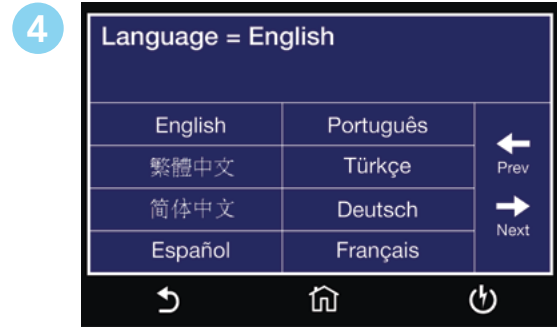 4
Language = English
English
Português
繁體中文
Türkçe
Prev
简体中文
Deutsch
Next
Español
Français